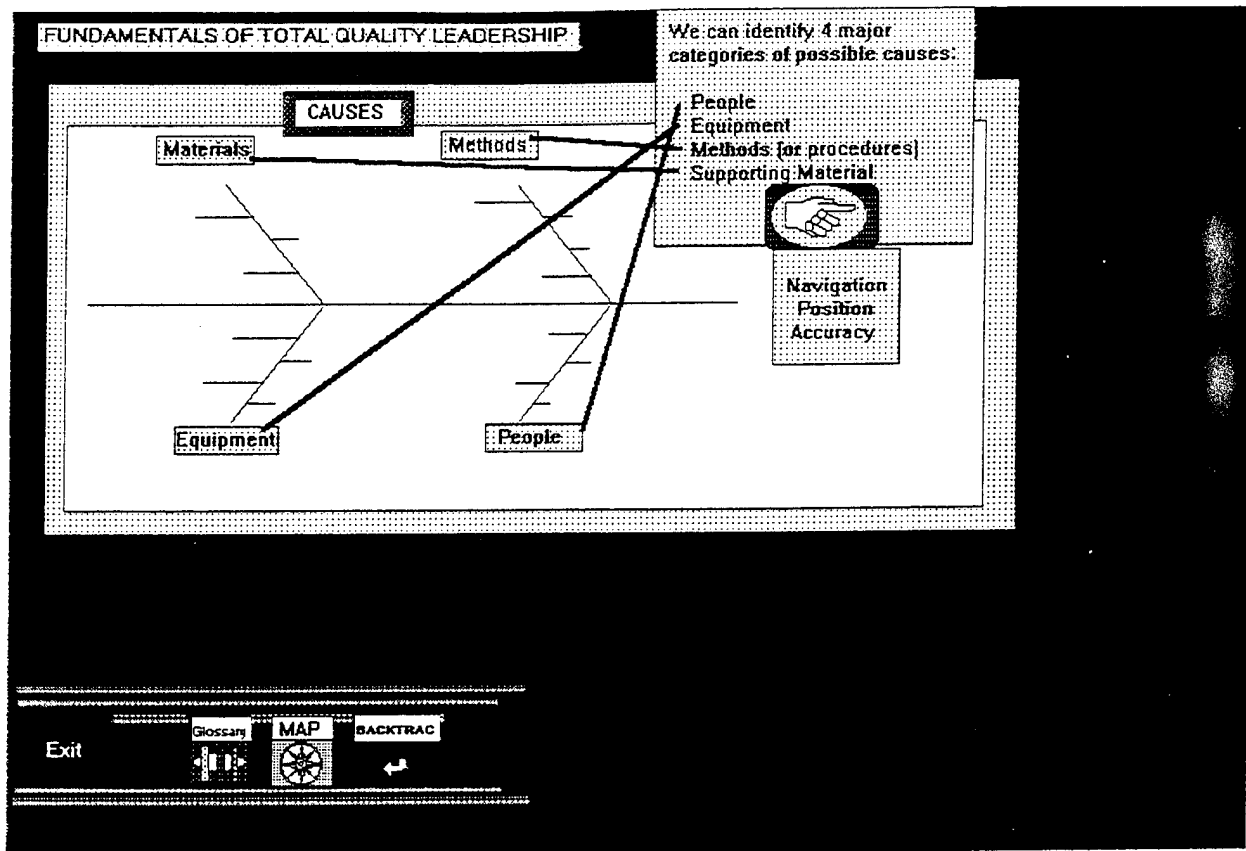 FUNDAMENTALS OF TOTAL QUALITY LEADERSHIP
We can identify 4 major
categories of possible causes:
People
Equipment
Methods (or procedures)
Supporting Material
CAUSES
Materials
Methods
Navigation
Position
Accuracy
Equipment
People
Exit
Glossary
MAP
BACKTRAC